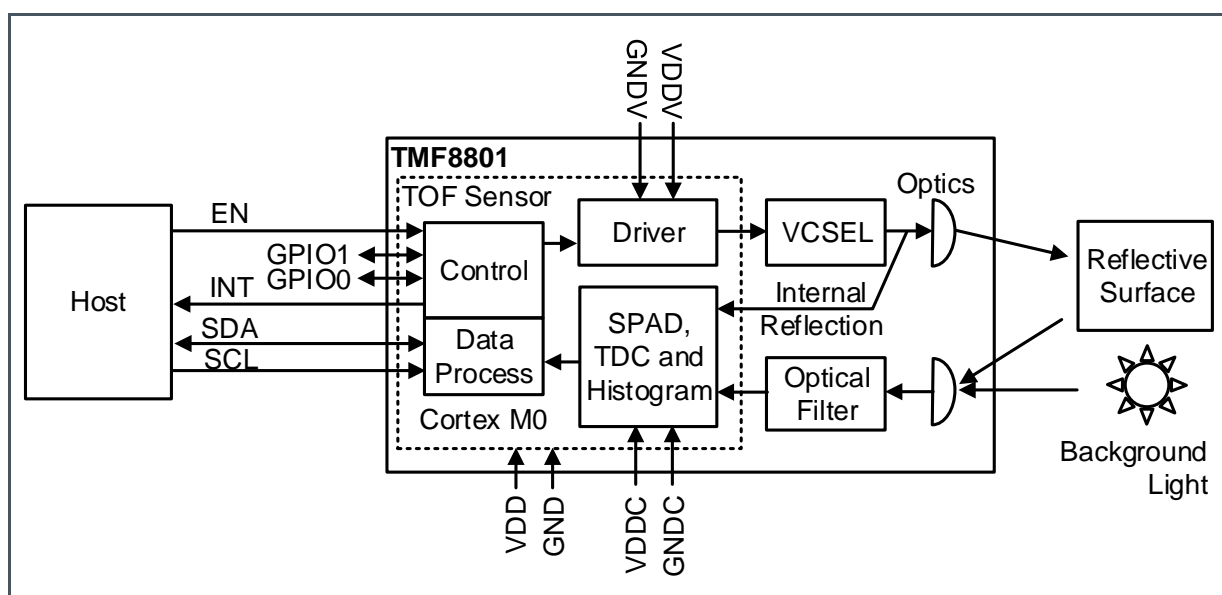 GNDV
VDDV
TMF8801
TOF Sensor
Optics
EN
GPIO1
GPIO0
INT
SDA
SCL
Host
Control
Data
Process
Cortex M0
Driver
VCSEL
Internal
Reflection
SPAD,
TDC and
Histogram
Optical
Filter
Reflective
Surface
Background
Light
VDD
GND
VDDC
GNDC